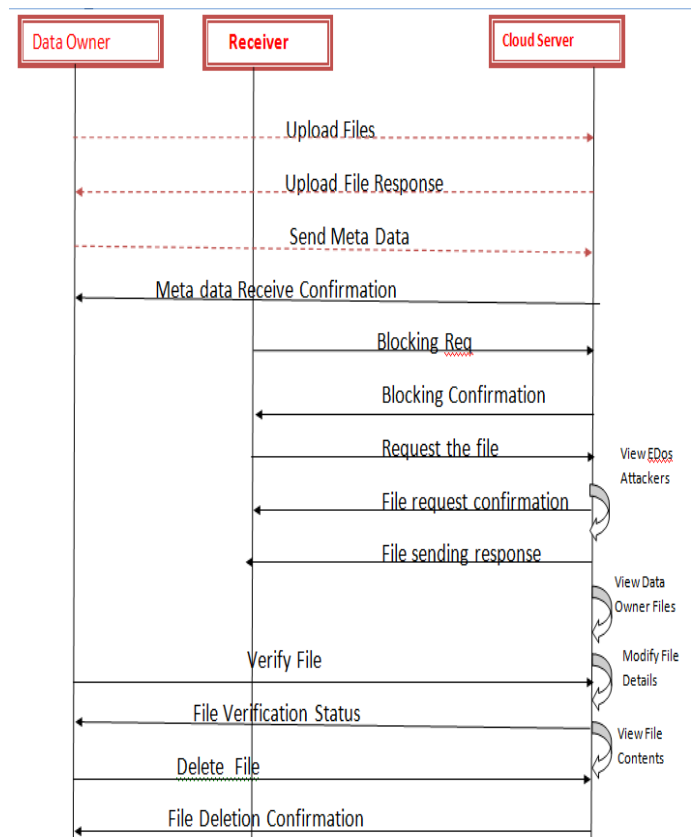 Data Owner
Receiver
Cloud Server
Upload Files
Upload File Response
Send Meta Data
Meta data Receive Confirmation
Blocking Req
Blocking Confirmation
Request the file
View EDos
Attackers
File request confirmation
File sending response
View Data
Owner Files
Verify File
Modify File
Details
File Verification Status
View File
Contents
Delete File
File Deletion Confirmation